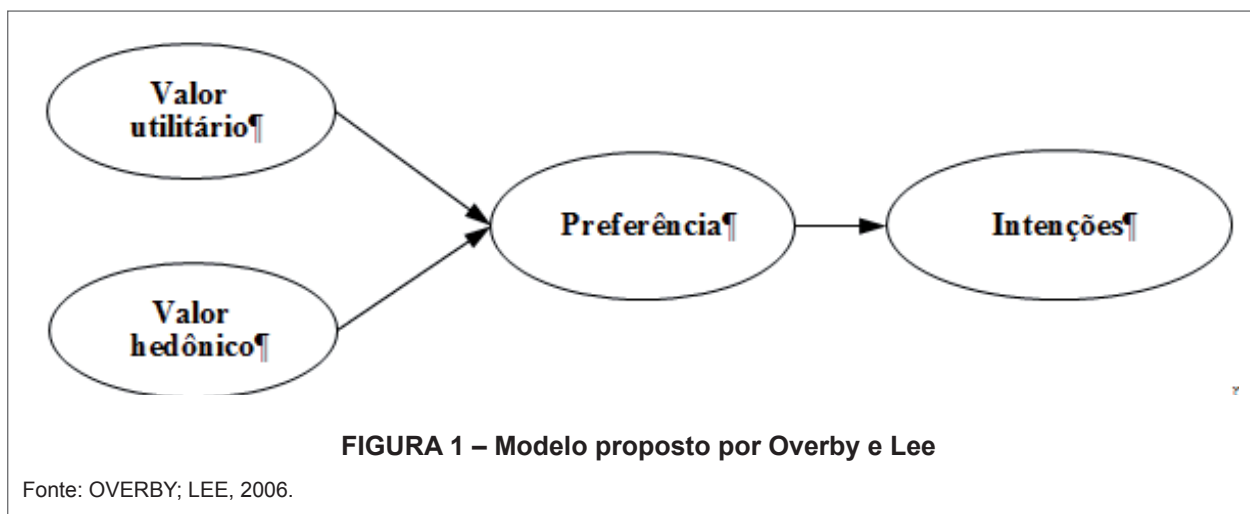 Valor
utilitário¶
Preferência¶
Intenções¶
Valor
hedônico¶
FIGURA 1 – Modelo proposto por Overby e Lee
Fonte: OVERBY; LEE, 2006.